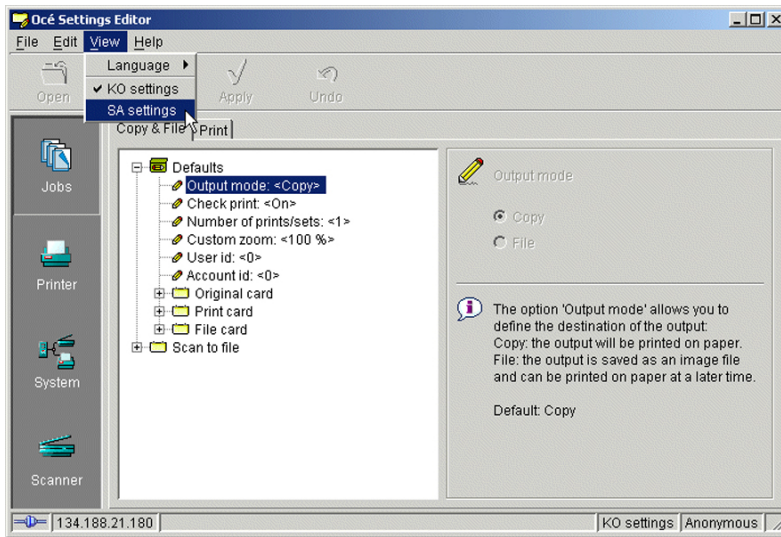 Océ Settings Editor
File Edit View Help
Language
KO settings
SA settings
Open
Apply
Undo
Copy & File
Print
Jobs
Printer
System
Scanner
Defaults
Output mode: <Copy>
Check print: <On>
Number of prints/sets: <1>
Custom zoom: <100 %>
User id: <0>
Account id: <0>
Original card
Print card
File card
Scan to file
Output mode
Copy
File
The option 'Output mode' allows you to
define the destination of the output:
Copy: the output will be printed on paper.
File: the output is saved as an image file
and can be printed on paper at a later time.
Default: Copy
134.188.21.180
KO settings
Anonymous